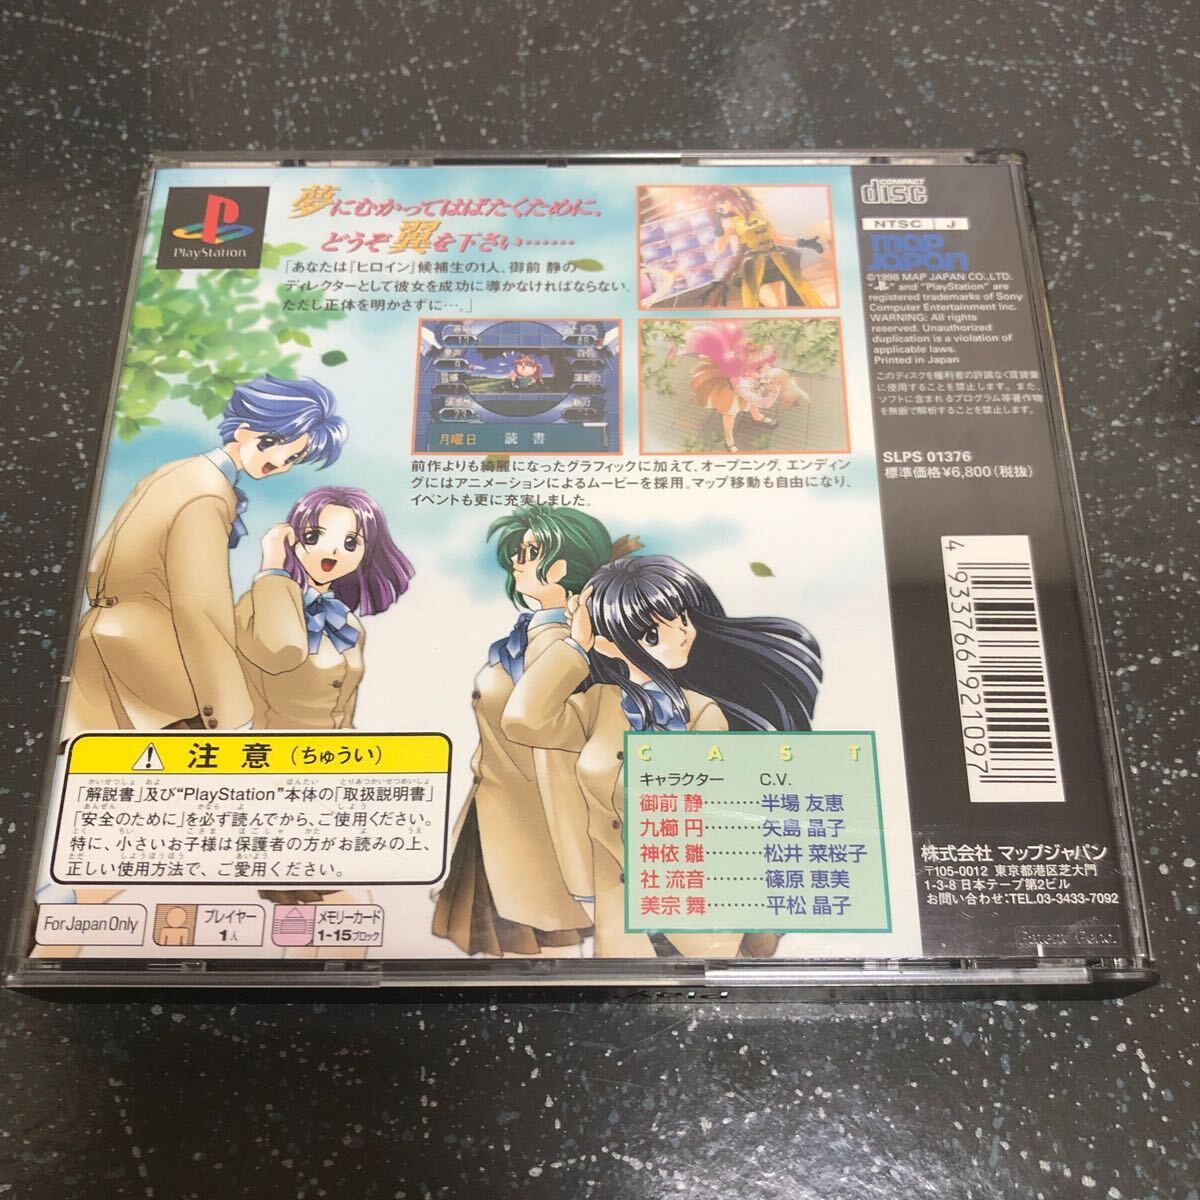 PlayStation
夢にむかってはばたくために、
どうぞ翼を下さい……
「あなたは『ヒロイン』候補生の1人、御前 静の
ディレクターとして彼女を成功に導かなければならない。
ただし正体を明かさずに…。」
月曜日 読書
前作よりも綺麗になったグラフィックに加えて、オープニング、エンディン
グにはアニメーションによるムービーを採用。マップ移動も自由になり、
イベントも更に充実しました。
COMPACT
disc
NTSC J
MAP
JAPAN
©1998 MAP JAPAN CO.,LTD.
" " and "PlayStation" are
registered trademarks of Sony
Computer Entertainment Inc.
WARNING: All rights
reserved. Unauthorized
duplication is a violation of
applicable laws.
Printed in Japan
このディスクを権利者の許諾なく賃貸業
に使用することを禁止します。また、
ソフトに含まれるプログラム等著作物
を無断で解析することを禁止します。
SLPS 01376
標準価格¥6,800(税抜)
4 933766 921097
注意(ちゅうい)
「解説書」及び"PlayStation"本体の「取扱説明書」
「安全のために」を必ず読んでから、ご使用ください。
特に、小さいお子様は保護者の方がお読みの上、
正しい使用方法で、ご愛用ください。
For Japan Only
プレイヤー
1人
メモリーカード
1~15ブロック
CAST
キャラクター C.V.
御前 静………半場 友恵
九櫛 円………矢島 晶子
神依 雛………松井 菜桜子
社 流音………篠原 恵美
美宗 舞………平松 晶子
株式会社 マップジャパン
〒105-0012 東京都港区芝大門
1-3-8 日本テープ第2ビル
お問い合わせ:TEL.03-3433-7092